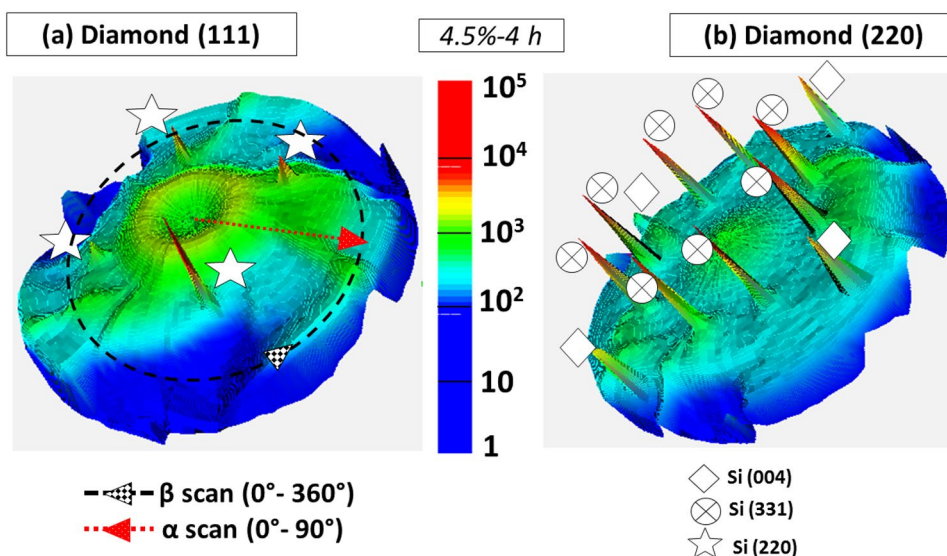 (a) Diamond (111)
4.5%-4 h
(b) Diamond (220)
10⁵
10⁴
10³
10²
10
1
β scan (0°- 360°)
α scan (0°- 90°)
Si (004)
Si (331)
Si (220)